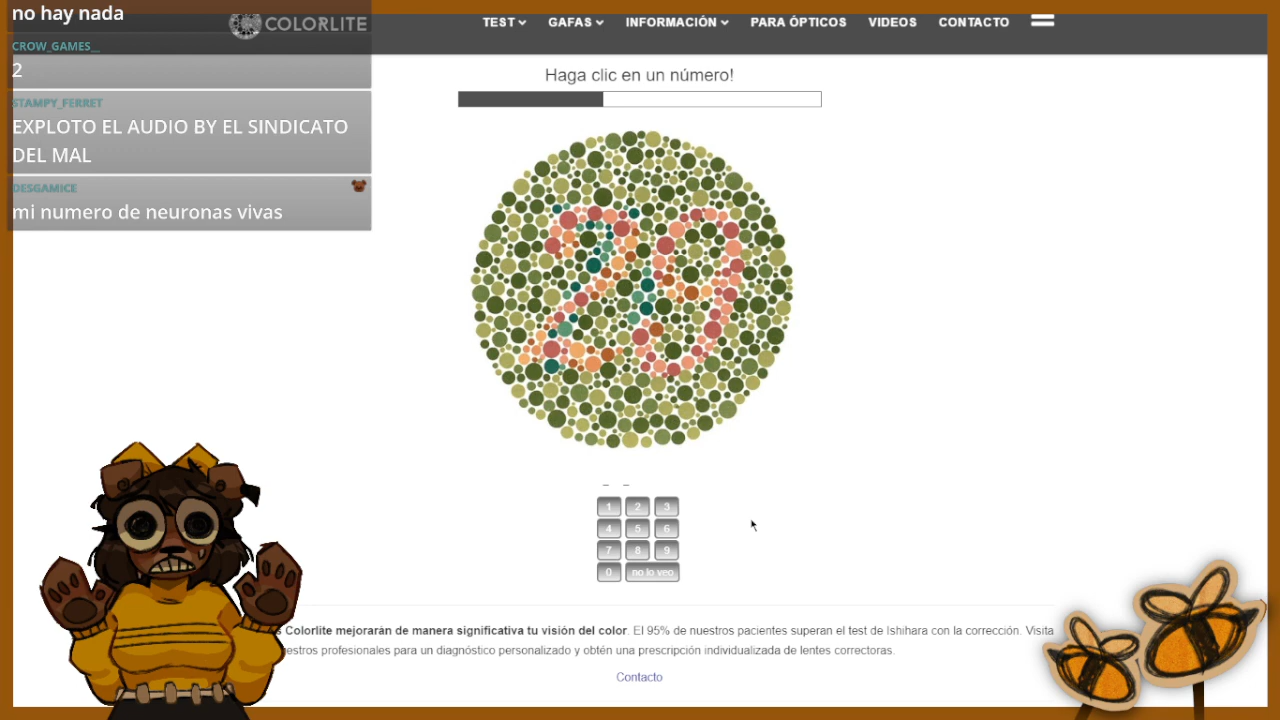 no hay nada
CROW_GAMES__
2
STAMPY_FERRET
EXPLOTO EL AUDIO BY EL SINDICATO
DEL MAL
DESGAMICE
mi numero de neuronas vivas
COLORLITE
TEST GAFAS INFORMACIÓN PARA ÓPTICOS VIDEOS CONTACTO
Haga clic en un número!
_ _
1 2 3
4 5 6
7 8 9
0 no lo veo
Colorlite mejorarán de manera significativa tu visión del color. El 95% de nuestros pacientes superan el test de Ishihara con la corrección. Visita
profesionales para un diagnóstico personalizado y obtén una prescripción individualizada de lentes correctoras.
Contacto